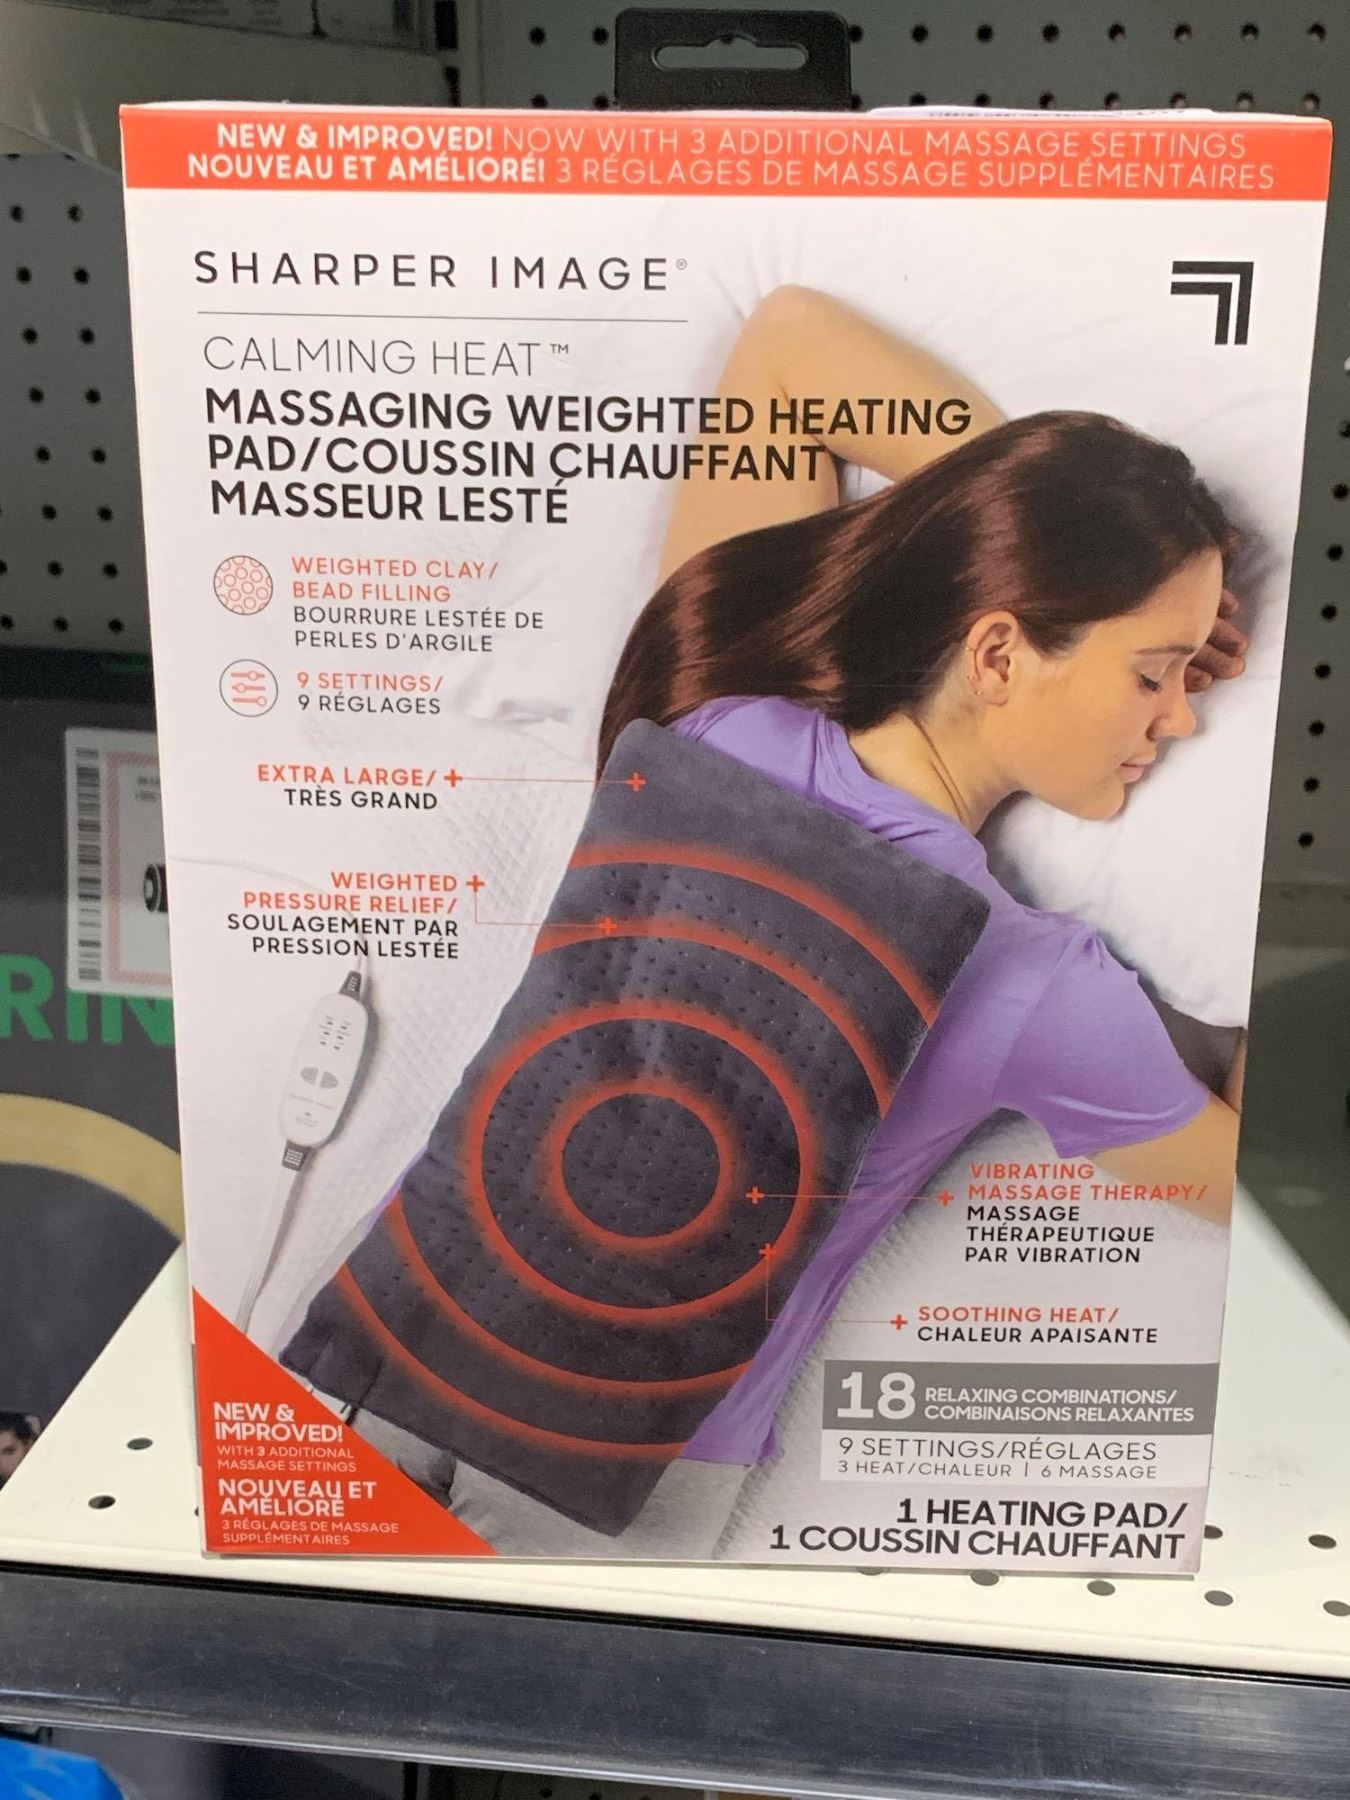 NEW & IMPROVED! NOW WITH 3 ADDITIONAL MASSAGE SETTINGS
NOUVEAU ET AMÉLIORÉ! 3 RÉGLAGES DE MASSAGE SUPPLÉMENTAIRES
SHARPER IMAGE®
CALMING HEAT™
MASSAGING WEIGHTED HEATING
PAD/COUSSIN CHAUFFANT
MASSEUR LESTÉ
WEIGHTED CLAY/
BEAD FILLING
BOURRURE LESTÉE DE
PERLES D'ARGILE
9 SETTINGS/
9 RÉGLAGES
EXTRA LARGE/
TRÈS GRAND
WEIGHTED
PRESSURE RELIEF/
SOULAGEMENT PAR
PRESSION LESTÉE
RIN
VIBRATING
MASSAGE THERAPY/
MASSAGE
THÉRAPEUTIQUE
PAR VIBRATION
SOOTHING HEAT/
CHALEUR APAISANTE
18 RELAXING COMBINATIONS/
COMBINAISONS RELAXANTES
9 SETTINGS/RÉGLAGES
3 HEAT/CHALEUR | 6 MASSAGE
1 HEATING PAD/
1 COUSSIN CHAUFFANT
NEW &
IMPROVED!
WITH 3 ADDITIONAL
MASSAGE SETTINGS
NOUVEAU ET
AMÉLIORÉ
3 RÉGLAGES DE MASSAGE
SUPPLÉMENTAIRES